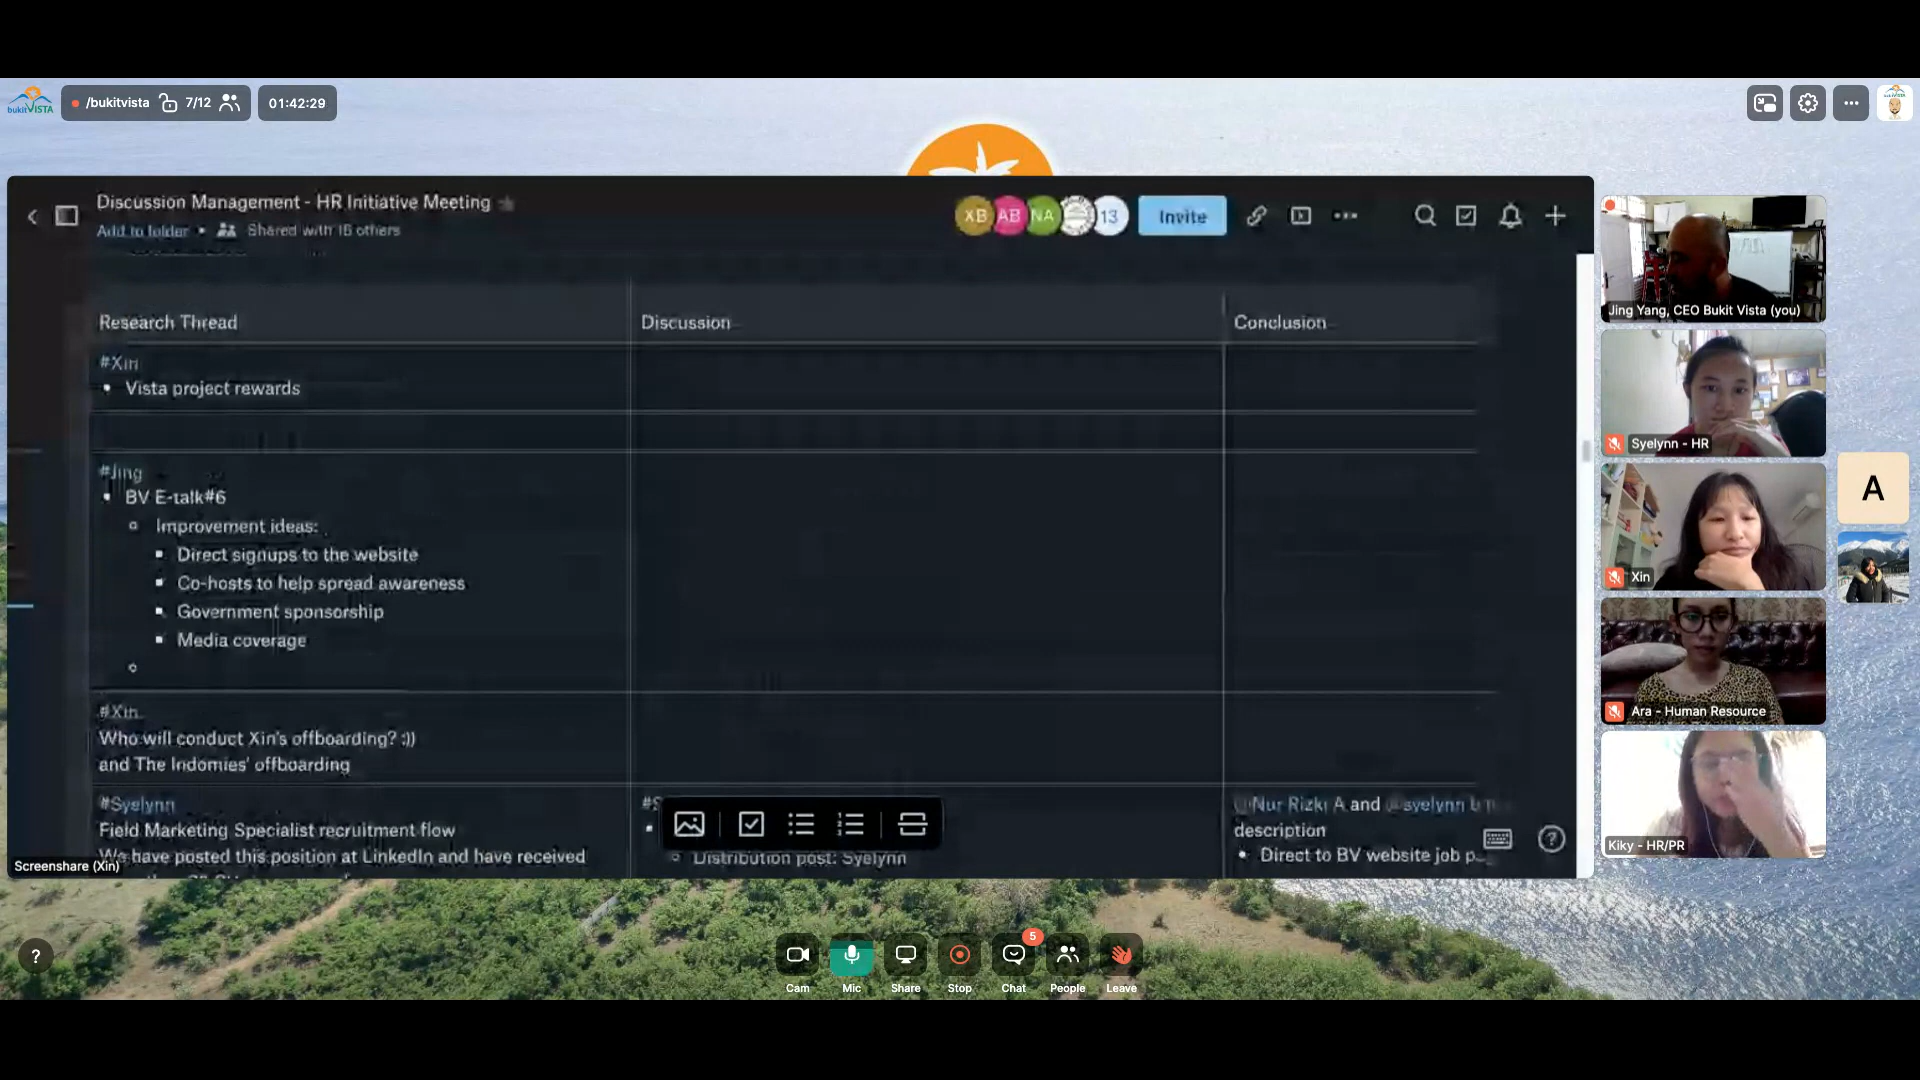 bukitVISTA
/bukitvista 7/12
01:42:29
Discussion Management - HR Initiative Meeting
Add to folder • Shared with 15 others
XB AB NA 13
Invite
Research Thread
Discussion
Conclusion
#Xin
• Vista project rewards
#Jing
• BV E-talk#6
Improvement ideas:
Direct signups to the website
Co-hosts to help spread awareness
Government sponsorship
Media coverage
#Xin
Who will conduct Xin's offboarding? :))
and The Indomies' offboarding
#Syelynn
Field Marketing Specialist recruitment flow
We have posted this position at LinkedIn and have received
#S
Distribution post: Syelynn
@Nur Rizki A and @syelynn
description
• Direct to BV website job
Screenshare (Xin)
Jing Yang, CEO Bukit Vista (you)
Syelynn - HR
Xin
Ara - Human Resource
Kiky - HR/PR
A
?
?
5
Cam
Mic
Share
Stop
Chat
People
Leave